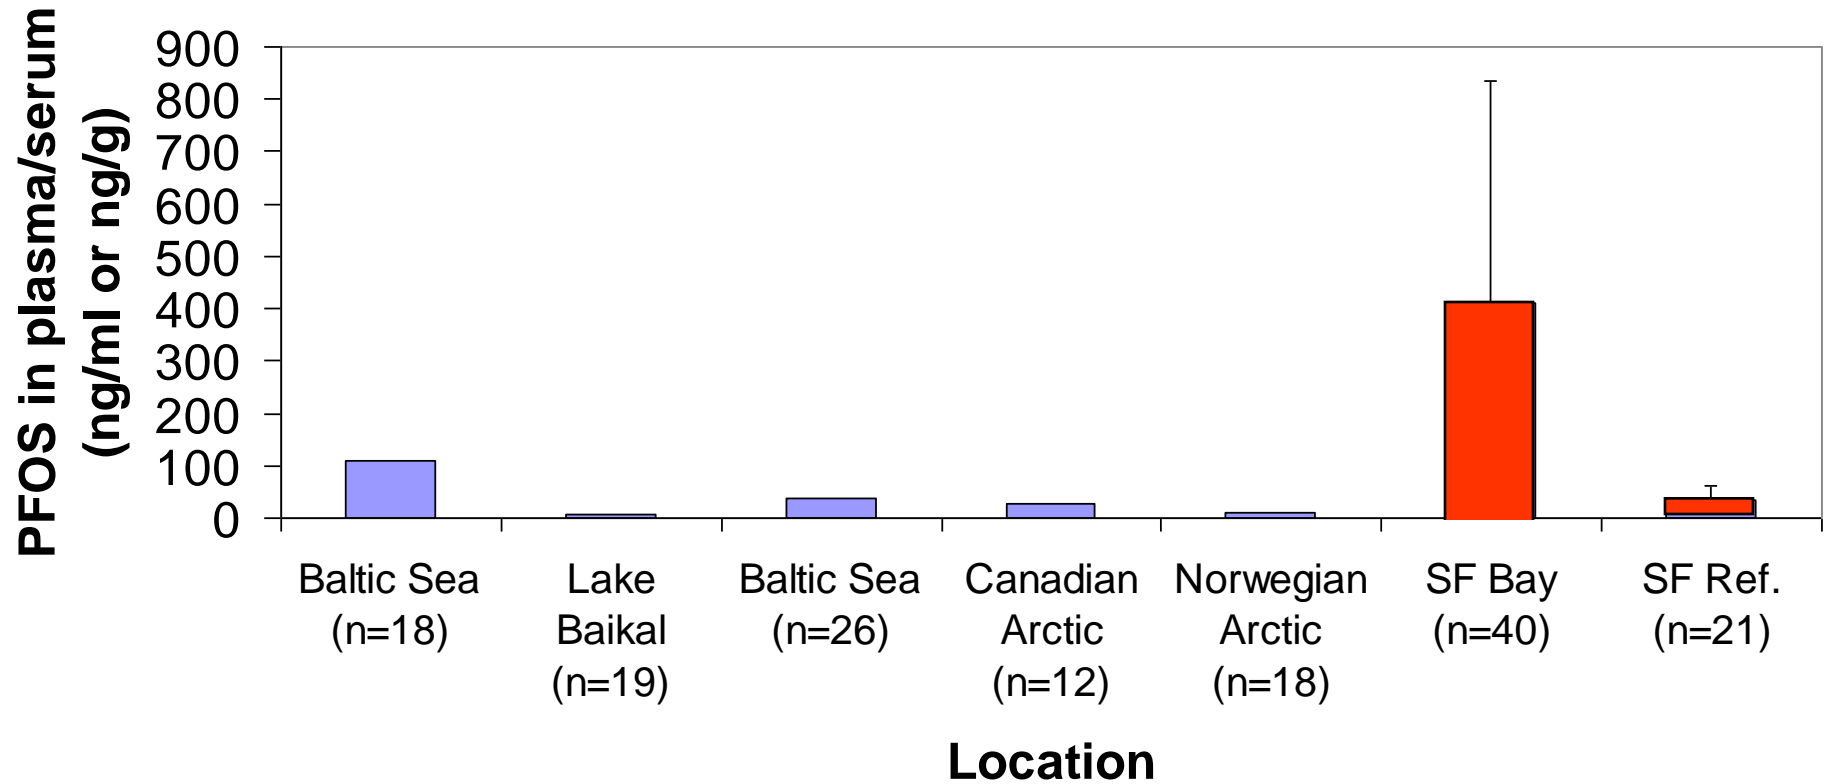 PFOS in plasma/serum
(ng/ml or ng/g)
900
800
700
600
500
400
300
200
100
0
Baltic Sea
(n=18)
Lake
Baikal
(n=19)
Baltic Sea
(n=26)
Canadian
Arctic
(n=12)
Norwegian
Arctic
(n=18)
SF Bay
(n=40)
SF Ref.
(n=21)
Location